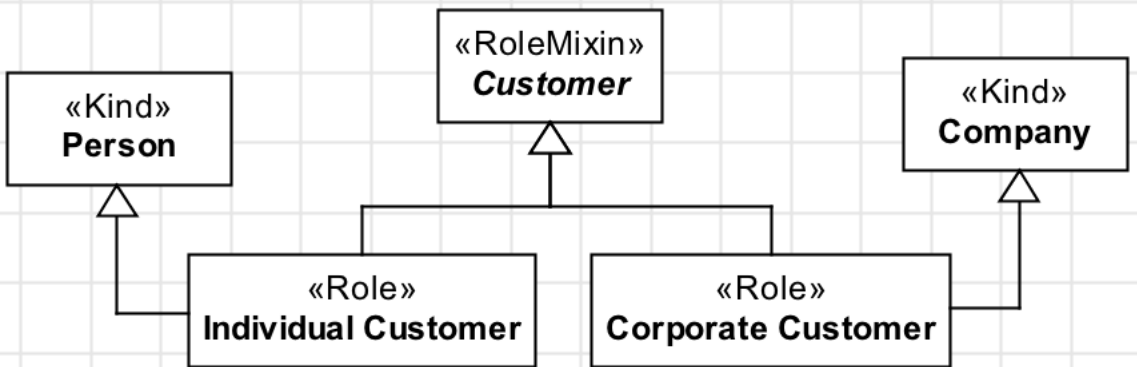 «RoleMixin»
Customer
«Kind»
Person
«Kind»
Company
«Role»
Individual Customer
«Role»
Corporate Customer